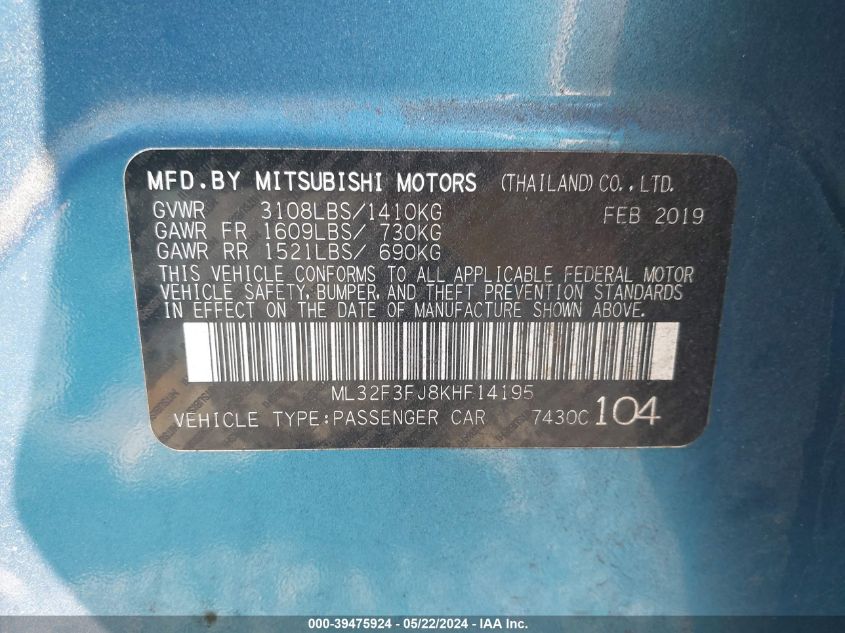 MFD.BY MITSUBISHI MOTORS (THAILAND) CO.,LTD.
GVWR 3108LBS/1410KG FEB 2019
GAWR FR 1609LBS/ 730KG
GAWR RR 1521LBS/ 690KG
THIS VEHICLE CONFORMS TO ALL APPLICABLE FEDERAL MOTOR
VEHICLE SAFETY, BUMPER, AND THEFT PREVENTION STANDARDS
IN EFFECT ON THE DATE OF MANUFACTURE SHOWN ABOVE.
ML32F3FJ8KHF14195
VEHICLE TYPE:PASSENGER CAR 7430C 104
000-39475924 - 05/22/2024 - IAA Inc.